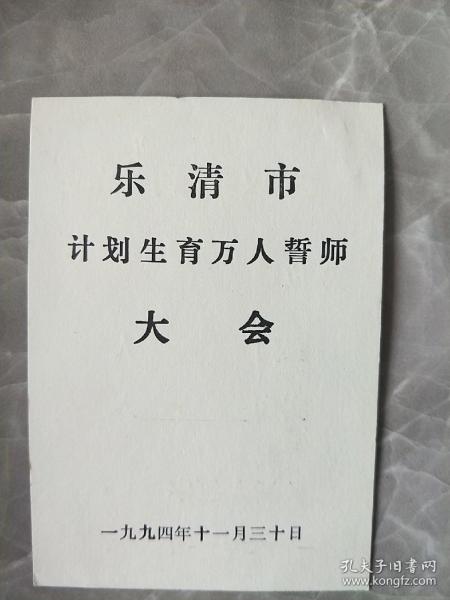 乐清市
计划生育万人誓师
大会
一九九四年十一月三十日
孔夫子旧书网
www.kongfz.com